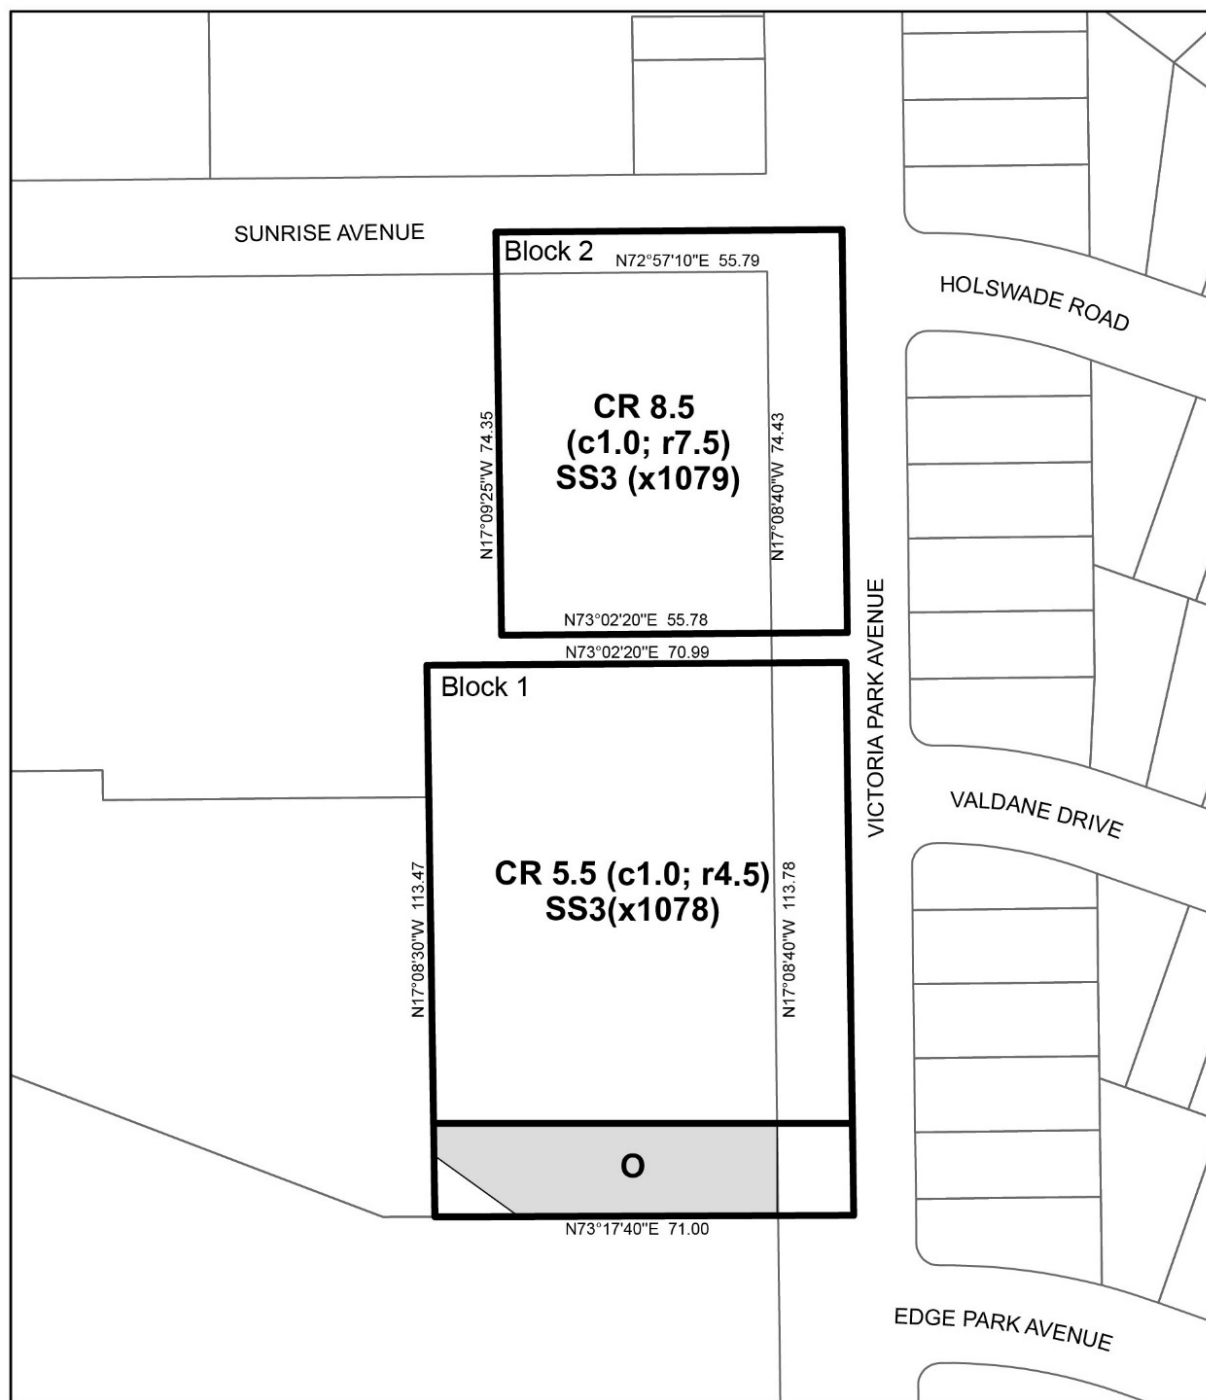 SUNRISE AVENUE
Block 2
N72°57'10"E 55.79
HOLSWADE ROAD
CR 8.5
(c1.0; r7.5)
SS3 (x1079)
N17°09'25"W 74.35
N17°08'40"W 74.43
N73°02'20"E 55.78
N73°02'20"E 70.99
VICTORIA PARK AVENUE
Block 1
VALDANE DRIVE
CR 5.5 (c1.0; r4.5)
SS3(x1078)
N17°08'30"W 113.47
N17°08'40"W 113.78
O
N73°17'40"E 71.00
EDGE PARK AVENUE